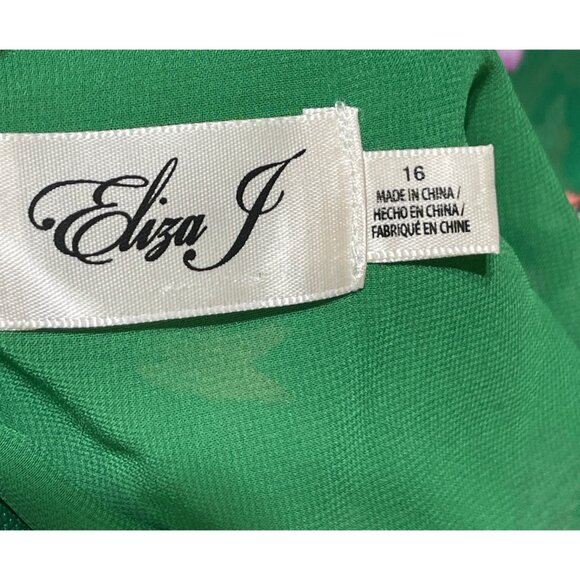 Eliza J
16
MADE IN CHINA /
HECHO EN CHINA /
FABRIQUÉ EN CHINE